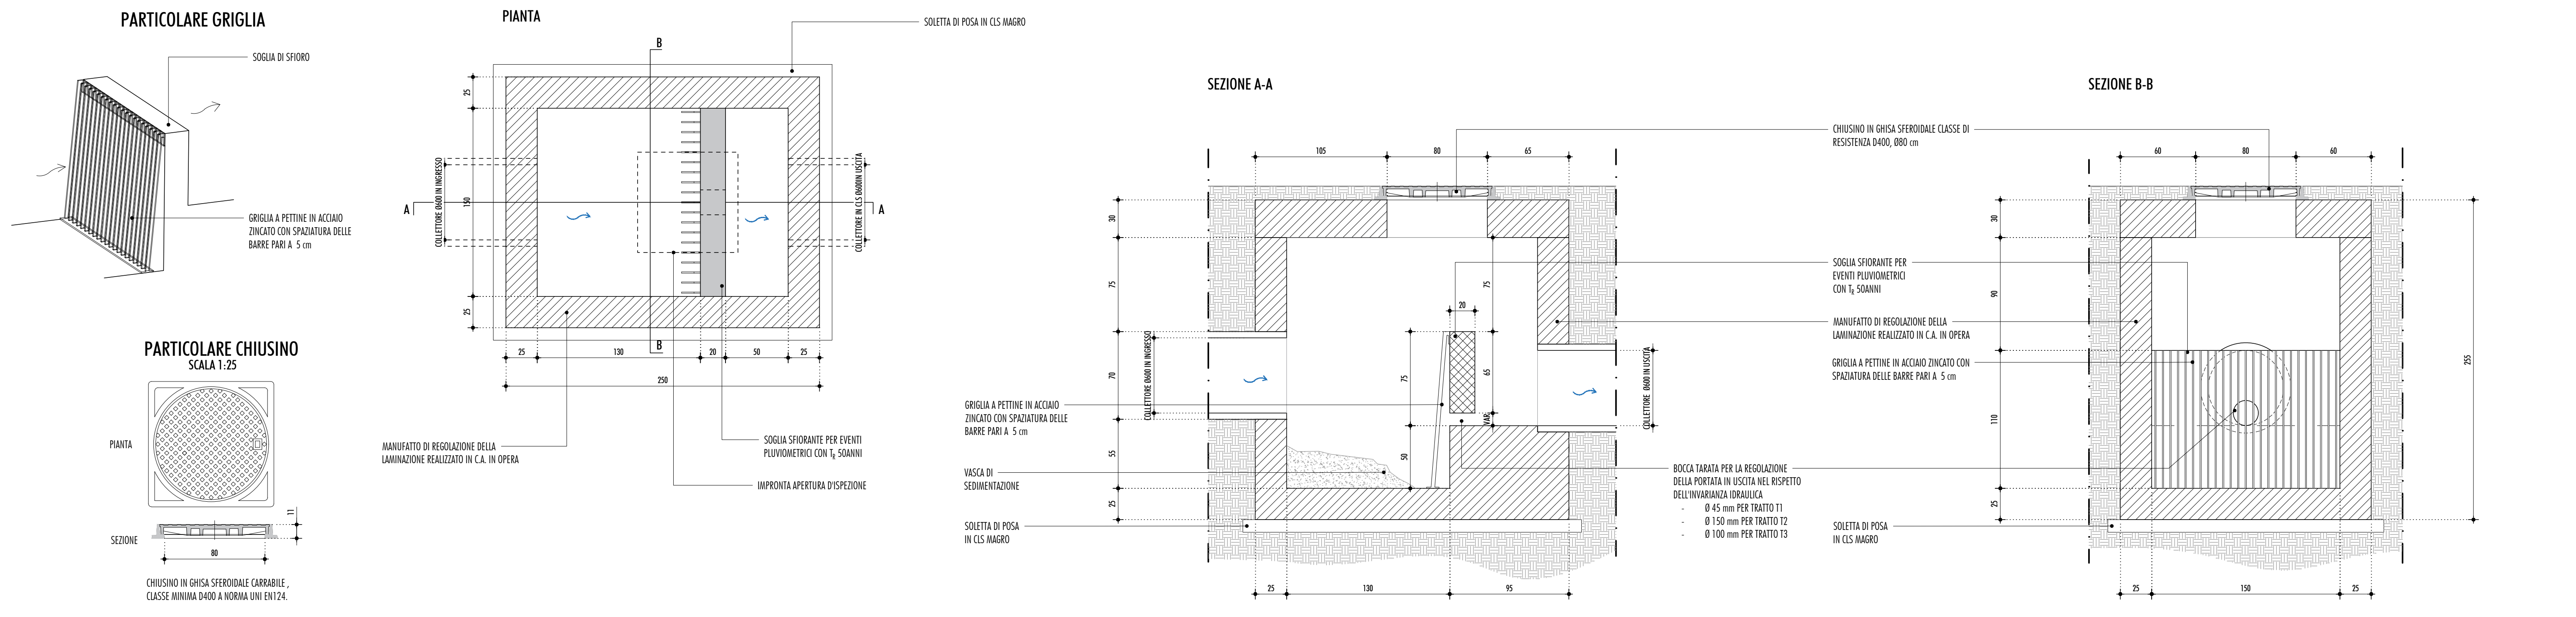 PARTICOLARE GRIGLIA
SOGLIA DI SFIORO
GRIGLIA A PETTINE IN ACCIAIO
ZINCATO CON SPAZIATURA DELLE
BARRE PARI A 5 cm
PARTICOLARE CHIUSINO
SCALA 1:25
PIANTA
SEZIONE
11
80
CHIUSINO IN GHISA SFEROIDALE CARRABILE ,
CLASSE MINIMA D400 A NORMA UNI EN124.
PIANTA
B
SOLETTA DI POSA IN CLS MAGRO
25
150
25
COLLETTORE Ø600 IN INGRESSO
COLLETTORE IN CLS Ø600IN USCITA
A
A
B
25
130
20
50
25
250
MANUFATTO DI REGOLAZIONE DELLA
LAMINAZIONE REALIZZATO IN C.A. IN OPERA
SOGLIA SFIORANTE PER EVENTI
PLUVIOMETRICI CON TR 50ANNI
IMPRONTA APERTURA D'ISPEZIONE
SEZIONE A-A
105
80
65
30
75
70
55
25
COLLETTORE Ø600 IN INGRESSO
20
75
65
VAR.
75
50
COLLETTORE Ø600 IN USCITA
GRIGLIA A PETTINE IN ACCIAIO
ZINCATO CON SPAZIATURA DELLE
BARRE PARI A 5 cm
VASCA DI
SEDIMENTAZIONE
SOLETTA DI POSA
IN CLS MAGRO
25
130
95
CHIUSINO IN GHISA SFEROIDALE CLASSE DI
RESISTENZA D400, Ø80 cm
SOGLIA SFIORANTE PER
EVENTI PLUVIOMETRICI
CON TR 50ANNI
MANUFATTO DI REGOLAZIONE DELLA
LAMINAZIONE REALIZZATO IN C.A. IN OPERA
GRIGLIA A PETTINE IN ACCIAIO ZINCATO CON
SPAZIATURA DELLE BARRE PARI A 5 cm
BOCCA TARATA PER LA REGOLAZIONE
DELLA PORTATA IN USCITA NEL RISPETTO
DELL'INVARIANZA IDRAULICA
- Ø 45 mm PER TRATTO T1
- Ø 150 mm PER TRATTO T2
- Ø 100 mm PER TRATTO T3
SOLETTA DI POSA
IN CLS MAGRO
SEZIONE B-B
60
80
60
30
90
110
25
255
25
150
25